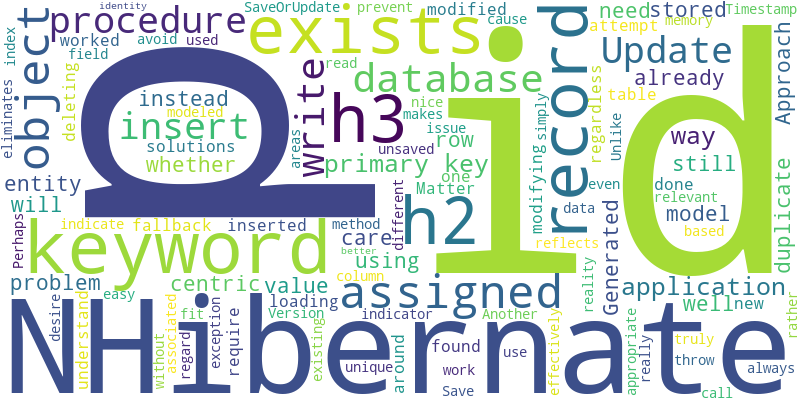 identity
SaveOrUpdate
prevent
modified
cause
need
stored
Timestamp
memory
index
procedure
worked
avoid
used
exists
attempt
field
read
Update
already
object
deleting
instead
modeled
database
record
regardless
table
Approach
eliminates
insert
solutions
whether
Write
h3
nice
makes
issue
unsaved
row
simply
Unlike
way
areas
primary key
one
Matter
modifying
still
even
done
relevant
data
model
based
entity
will
p
i
d
Perhaps
indicate
fallback
inserted
method
different
h2
reflects
Generated
duplicate
keyword
care
using
better
column
problem
centric
value
assigned
reality
application
well
new
desire
understand
easy
associated
without
fit
regard
Version
exception
require
loading
existing
indicator
unique
around
found
work
Save
Another
use
effectively
appropriate
really
truly
throw
call
always
rather
NHibernate